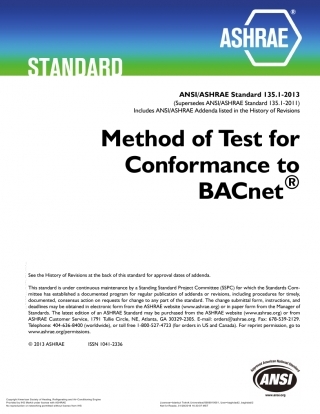 ASHRAE
STANDARD
ANSI/ASHRAE Standard 135.1-2013
(Supersedes ANSI/ASHRAE Standard 135.1-2011)
Includes ANSI/ASHRAE Addenda listed in the History of Revisions
Method of Test for
Conformance to
BACnet®
See the History of Revisions at the back of this standard for approval dates of addenda.
This standard is under continuous maintenance by a Standing Standard Project Committee (SSPC) for which the Standards Com-
mittee has established a documented program for regular publication of addenda or revisions, including procedures for timely,
documented, consensus action on requests for change to any part of the standard. The change submittal form, instructions, and
deadlines may be obtained in electronic form from the ASHRAE website (www.ashrae.org) or in paper form from the Manager of
Standards. The latest edition of an ASHRAE Standard may be purchased from the ASHRAE website (www.ashrae.org) or from
ASHRAE Customer Service, 1791 Tullie Circle, NE, Atlanta, GA 30329-2305. E-mail: orders@ashrae.org. Fax: 678-539-2129.
Telephone: 404-636-8400 (worldwide), or toll free 1-800-527-4723 (for orders in US and Canada). For reprint permission, go to
www.ashrae.org/permissions.
© 2013 ASHRAE ISSN 1041-2336
ANSI